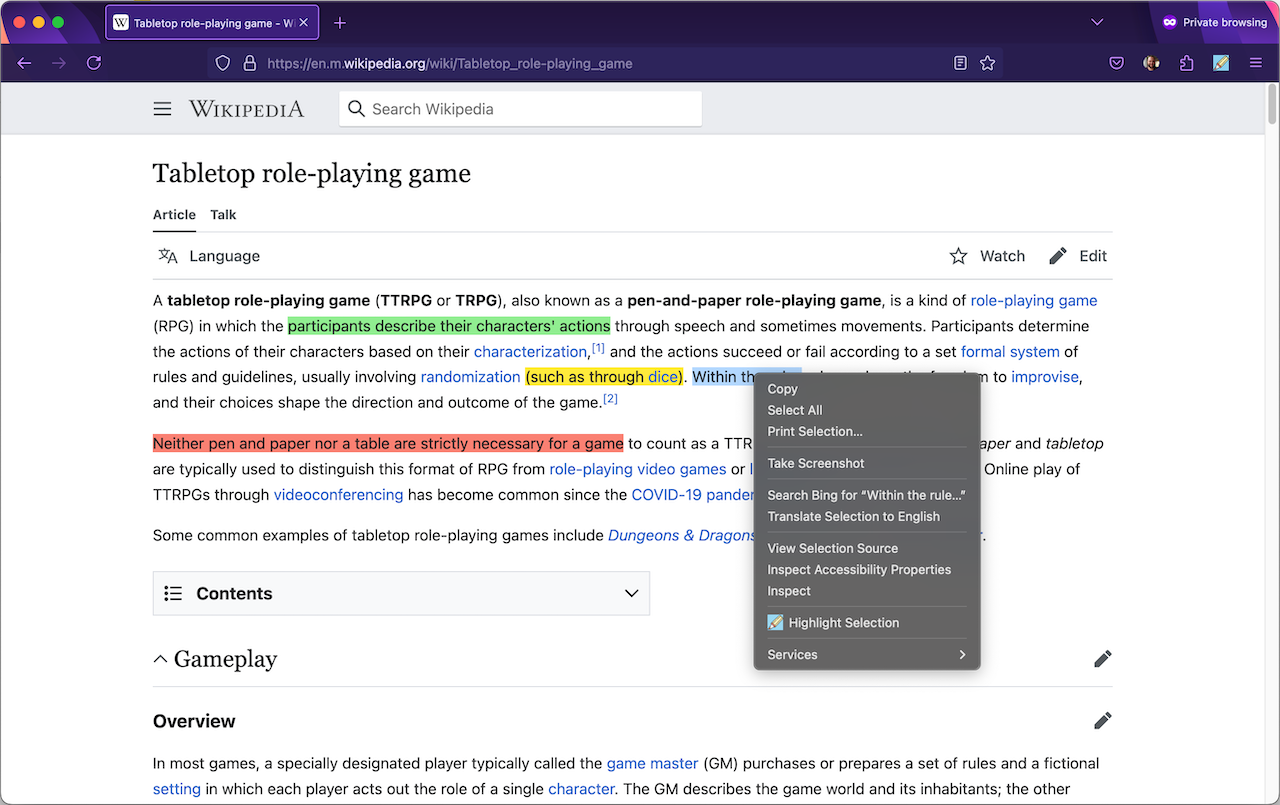 Tabletop role-playing game - Wi
Private browsing
https://en.m.wikipedia.org/wiki/Tabletop_role-playing_game
WIKIPEDIA
Search Wikipedia
Tabletop role-playing game
Article Talk
Language
Watch
Edit
A tabletop role-playing game (TTRPG or TRPG), also known as a pen-and-paper role-playing game, is a kind of role-playing game
(RPG) in which the participants describe their characters' actions through speech and sometimes movements. Participants determine
the actions of their characters based on their characterization,[1] and the actions succeed or fail according to a set formal system of
rules and guidelines, usually involving randomization (such as through dice). Within to improvise,
and their choices shape the direction and outcome of the game.[2]
Neither pen and paper nor a table are strictly necessary for a game to count as a TTR aper and tabletop
are typically used to distinguish this format of RPG from role-playing video games or Online play of
TTRPGs through videoconferencing has become common since the COVID-19 pander
Some common examples of tabletop role-playing games include Dungeons & Dragons
Copy
Select All
Print Selection...
Take Screenshot
Search Bing for “Within the rule...”
Translate Selection to English
View Selection Source
Inspect Accessibility Properties
Inspect
Highlight Selection
Services
Contents
Gameplay
Overview
In most games, a specially designated player typically called the game master (GM) purchases or prepares a set of rules and a fictional
setting in which each player acts out the role of a single character. The GM describes the game world and its inhabitants; the other